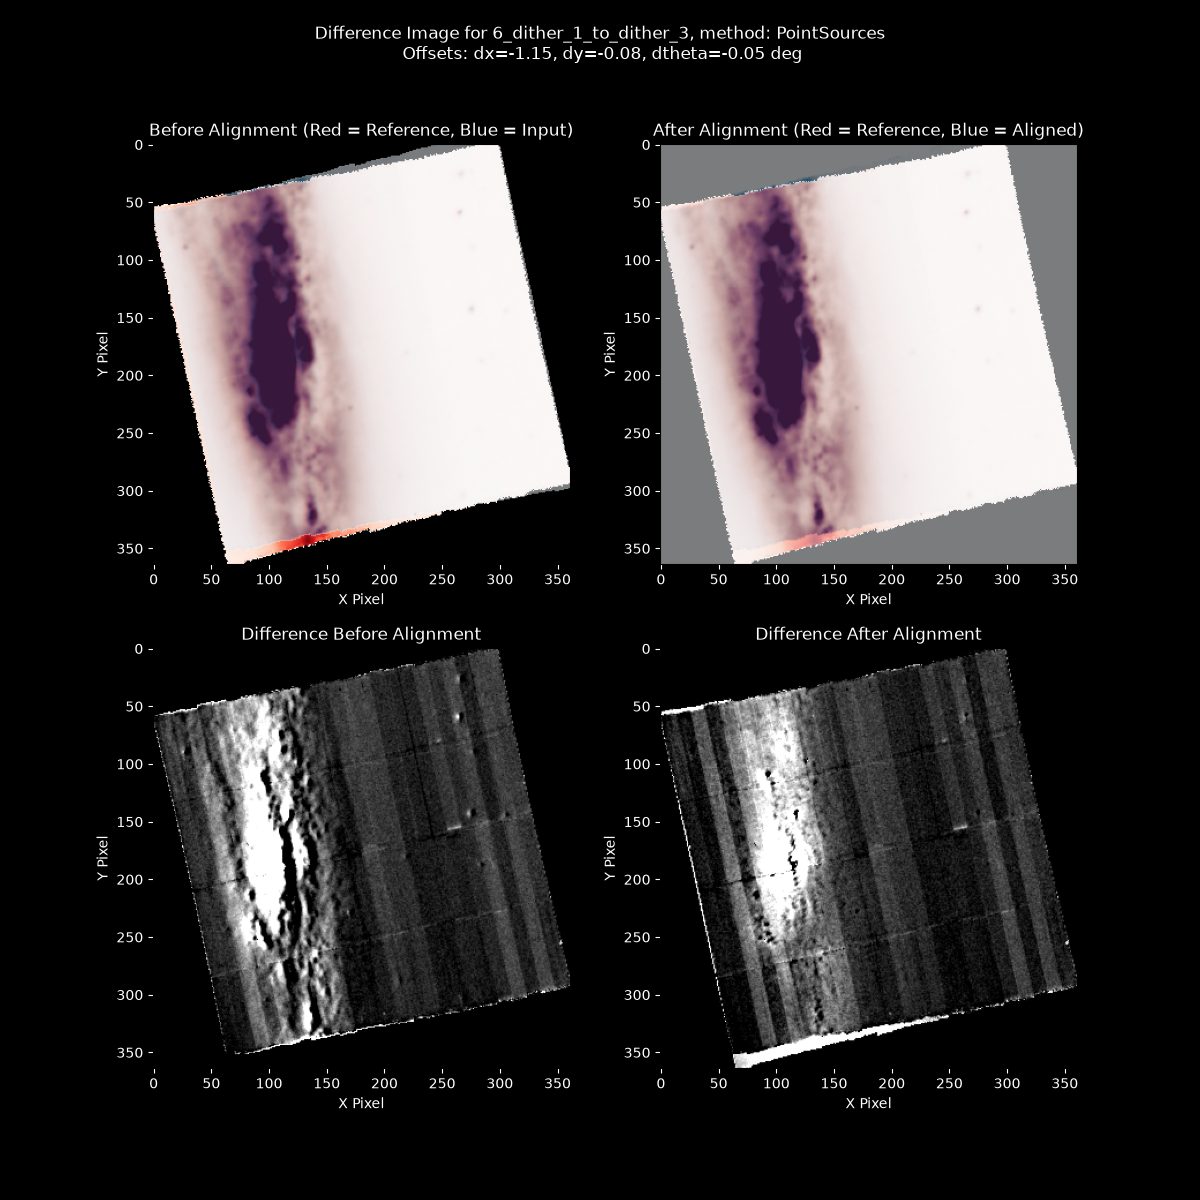 Difference Image for 6_dither_1_to_dither_3, method: PointSources
Offsets: dx=-1.15, dy=-0.08, dtheta=-0.05 deg
Before Alignment (Red = Reference, Blue = Input)
0
50
100
150
200
250
300
350
Y Pixel
0 50 100 150 200 250 300 350
X Pixel
After Alignment (Red = Reference, Blue = Aligned)
0
50
100
150
200
250
300
350
Y Pixel
0 50 100 150 200 250 300 350
X Pixel
Difference Before Alignment
0
50
100
150
200
250
300
350
Y Pixel
0 50 100 150 200 250 300 350
X Pixel
Difference After Alignment
0
50
100
150
200
250
300
350
Y Pixel
0 50 100 150 200 250 300 350
X Pixel